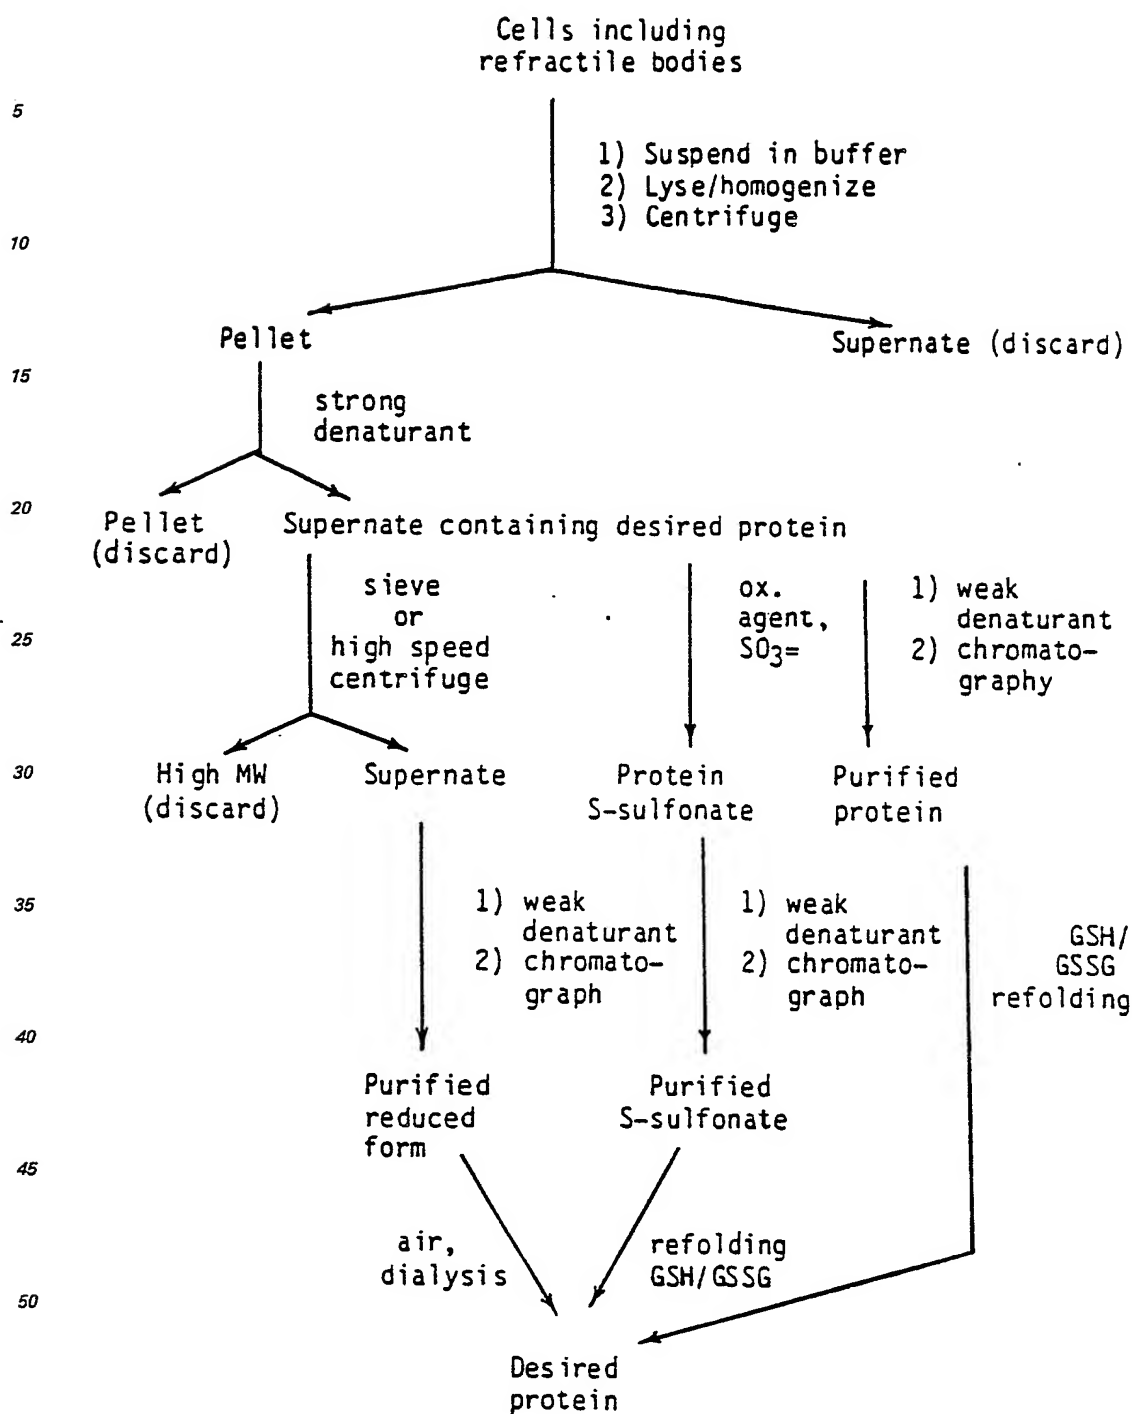 Cells including
refractile bodies
5
1) Suspend in buffer
2) Lyse/homogenize
3) Centrifuge
10
Pellet
Supernate (discard)
15
strong
denaturant
20
Pellet
(discard)
Supernate containing desired protein
sieve
or
high speed
centrifuge
ox.
agent,
SO3=
1) weak
denaturant
2) chromato-
graphy
25
30
High MW
(discard)
Supernate
Protein
S-sulfonate
Purified
protein
35
1) weak
denaturant
2) chromato-
graph
1) weak
denaturant
2) chromato-
graph
GSH/
GSSG
refolding
40
Purified
reduced
form
Purified
S-sulfonate
45
air,
dialysis
refolding
GSH/GSSG
50
Desired
protein